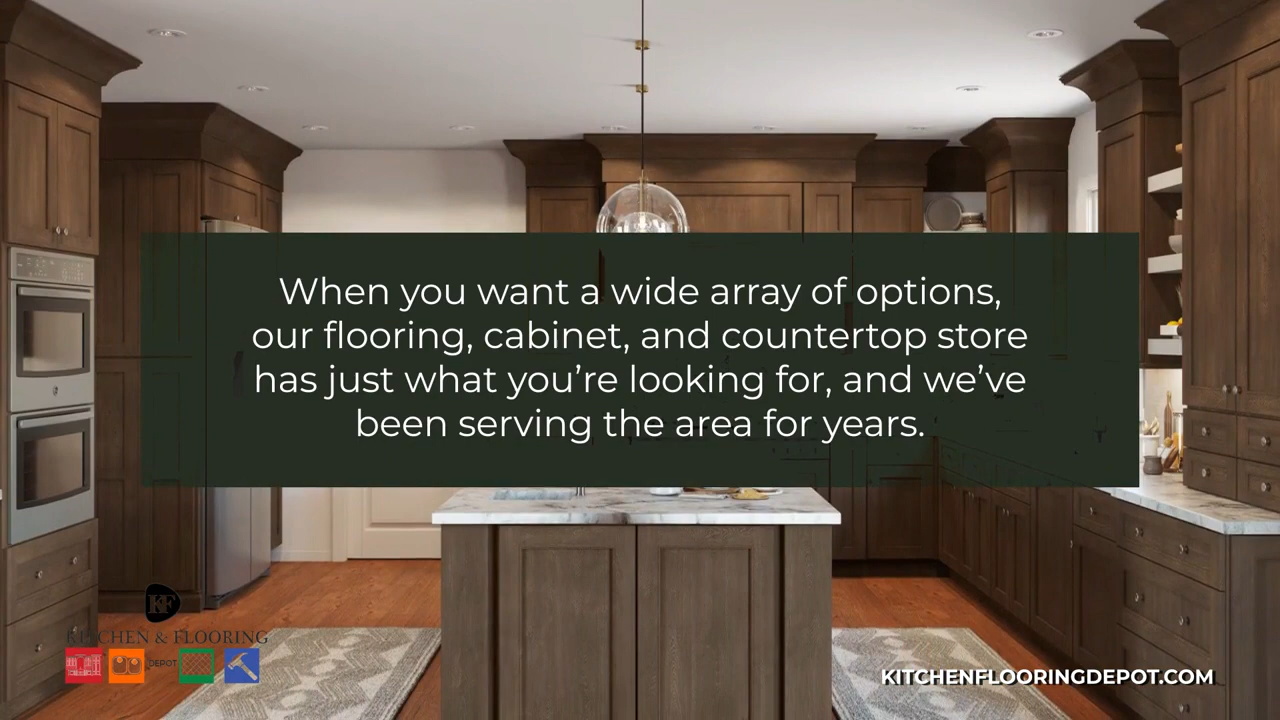 When you want a wide array of options,
our flooring, cabinet, and countertop store
has just what you’re looking for, and we’ve
been serving the area for years.
KF
KITCHEN & FLOORING
DEPOT
KITCHENFLOORINGDEPOT.COM